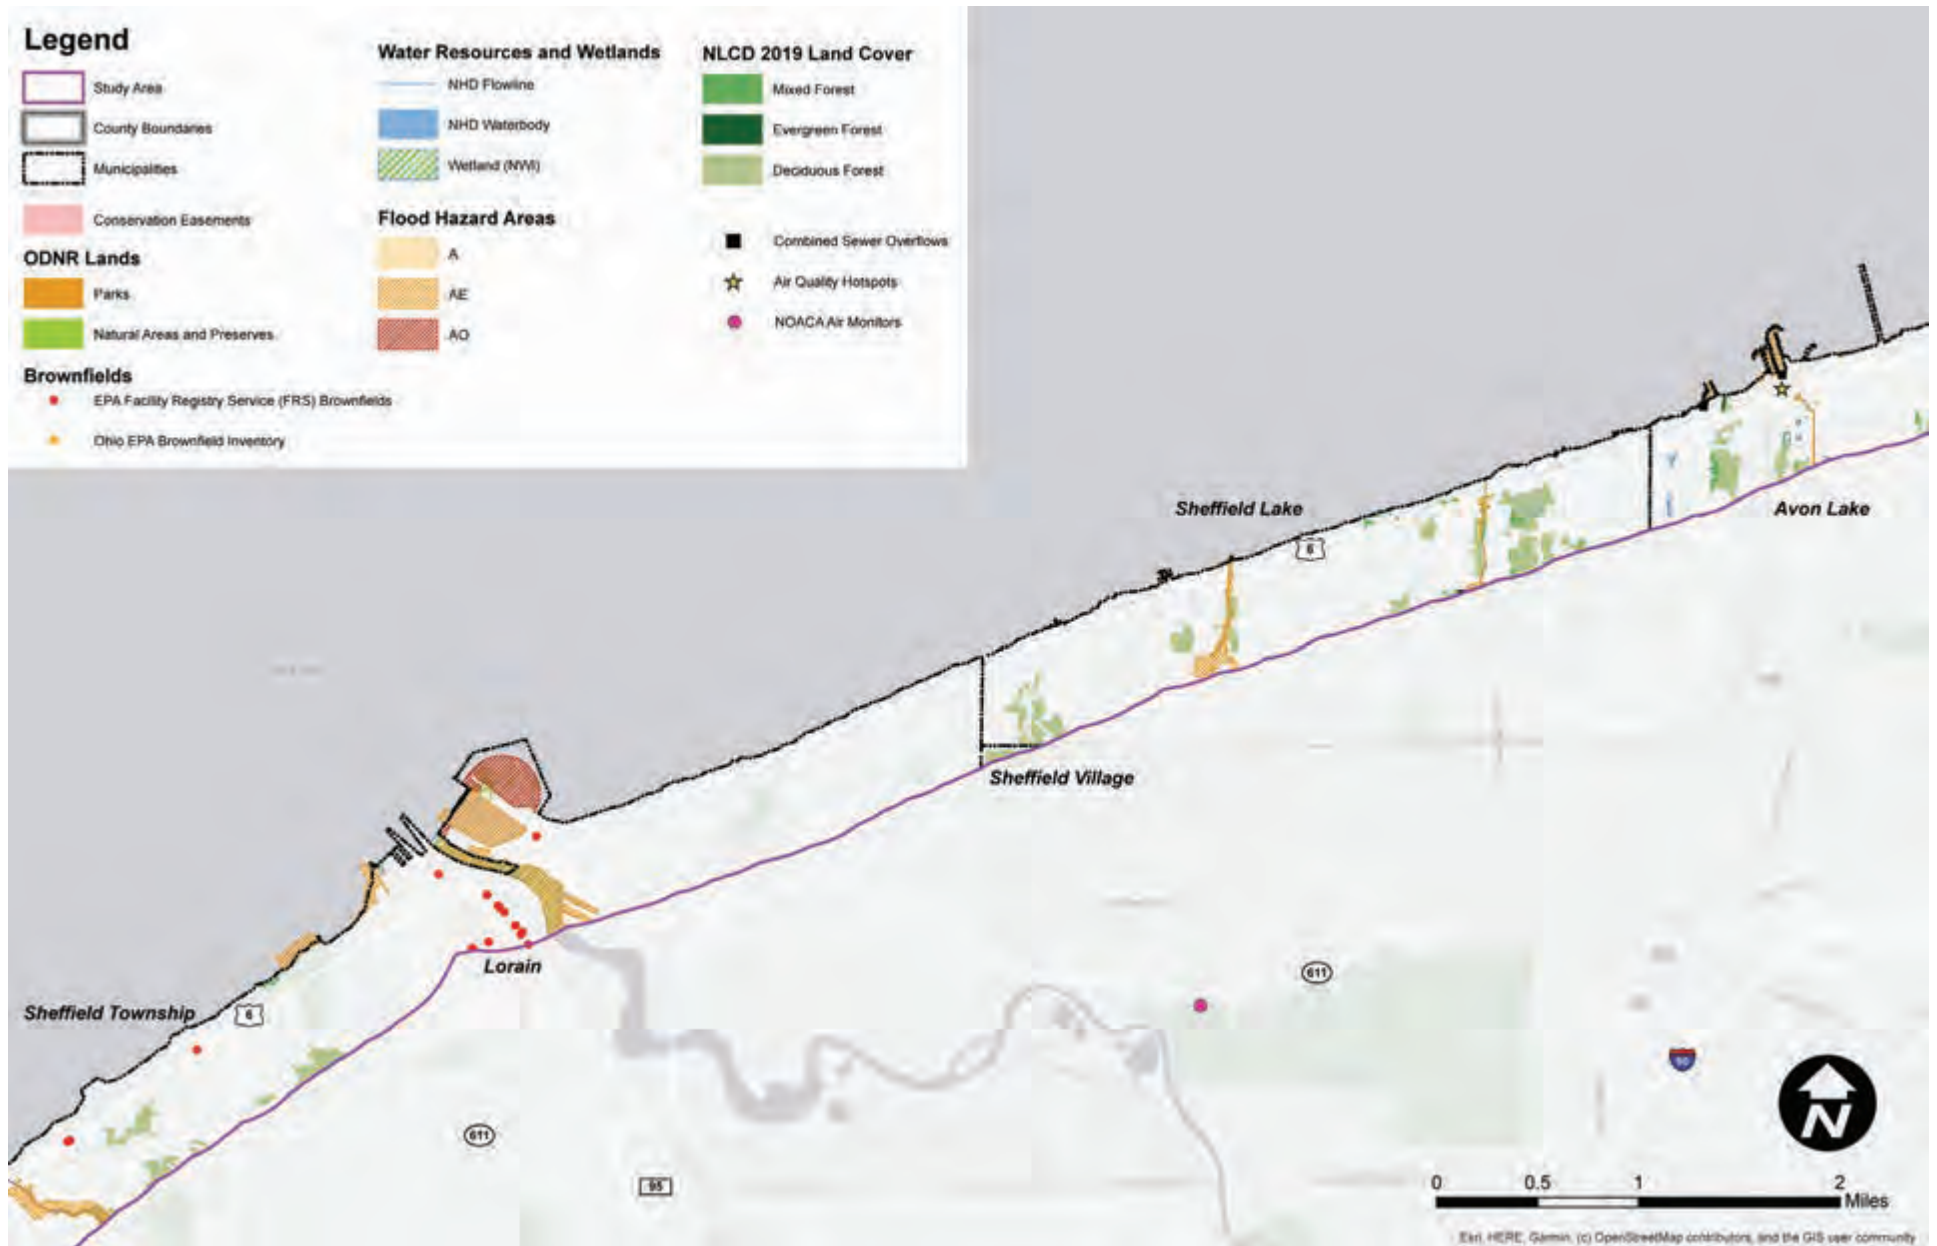 Legend
Study Area
County Boundaries
Municipalities
Conservation Easements
ODNR Lands
Parks
Natural Areas and Preserves
Brownfields
EPA Facility Registry Service (FRS) Brownfields
Ohio EPA Brownfield Inventory
Water Resources and Wetlands
NHD Flowline
NHD Waterbody
Wetland (NWI)
Flood Hazard Areas
A
AE
AO
NLCD 2019 Land Cover
Mixed Forest
Evergreen Forest
Deciduous Forest
Combined Sewer Overflows
Air Quality Hotspots
NOACA Air Monitors
Sheffield Lake
6
Avon Lake
Sheffield Village
Lorain
611
Sheffield Township
6
90
611
95
N
0 0.5 1 2
Miles
Esri, HERE, Garmin, (c) OpenStreetMap contributors, and the GIS user community